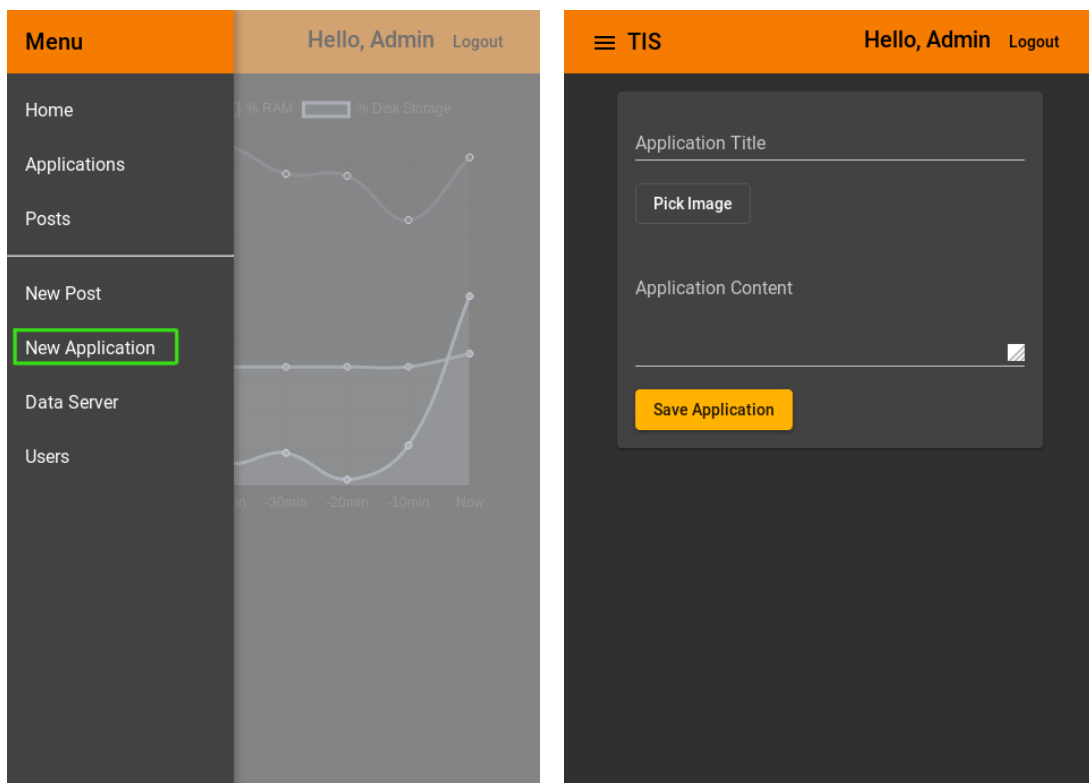 Menu
Hello, Admin Logout
Home
% RAM % Disk Storage
Applications
Posts
New Post
New Application
Data Server
Users
-30min -20min -10min Now
TIS
Hello, Admin Logout
Application Title
Pick Image
Application Content
Save Application